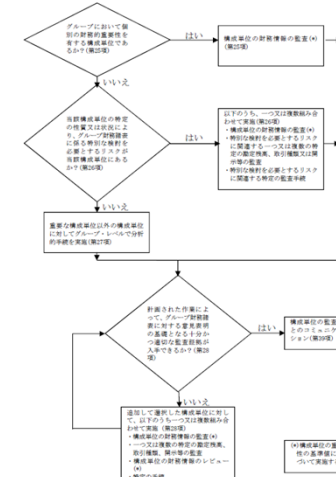 グループにおいて個
別の財務的重要性を
有する構成単位であ
るか？(第25項)
はい
構成単位の財務情報の監査(*)
(第25項)
いいえ
当該構成単位の特定
の性質又は状況によ
り、グループ財務諸表
に係る特別な検討を
必要とするリスクが
当該構成単位にある
か？(第26項)
はい
以下のうち、一つ又は複数組み合
わせて実施(第26項)
・構成単位の財務情報の監査(*)
・特別な検討を必要とするリスク
に関連する一つ又は複数の特
定の勘定残高、取引種類又は開
示等の監査
・特別な検討を必要とするリスク
に関連する特定の監査手続
いいえ
重要な構成単位以外の構成単位
に対してグループ・レベルで分析
的手続を実施(第27項)
計画された作業によ
って、グループ財務諸
表に対する意見表明
の基礎となる十分か
つ適切な監査証拠が
入手できるか？(第28
項)
はい
構成単位の監査
とのコミュニケ
ション(第39項)
いいえ
追加して選択した構成単位に対し
て、以下のうち一つ又は複数組み合
わせて実施(第28項)
・構成単位の財務情報の監査(*)
・一つ又は複数の特定の勘定残高、
取引種類、開示等の監査
・構成単位の財務情報のレビュー
(*)
・特定の手続
(*)構成単位の重
性の基準値に
づいて実施す